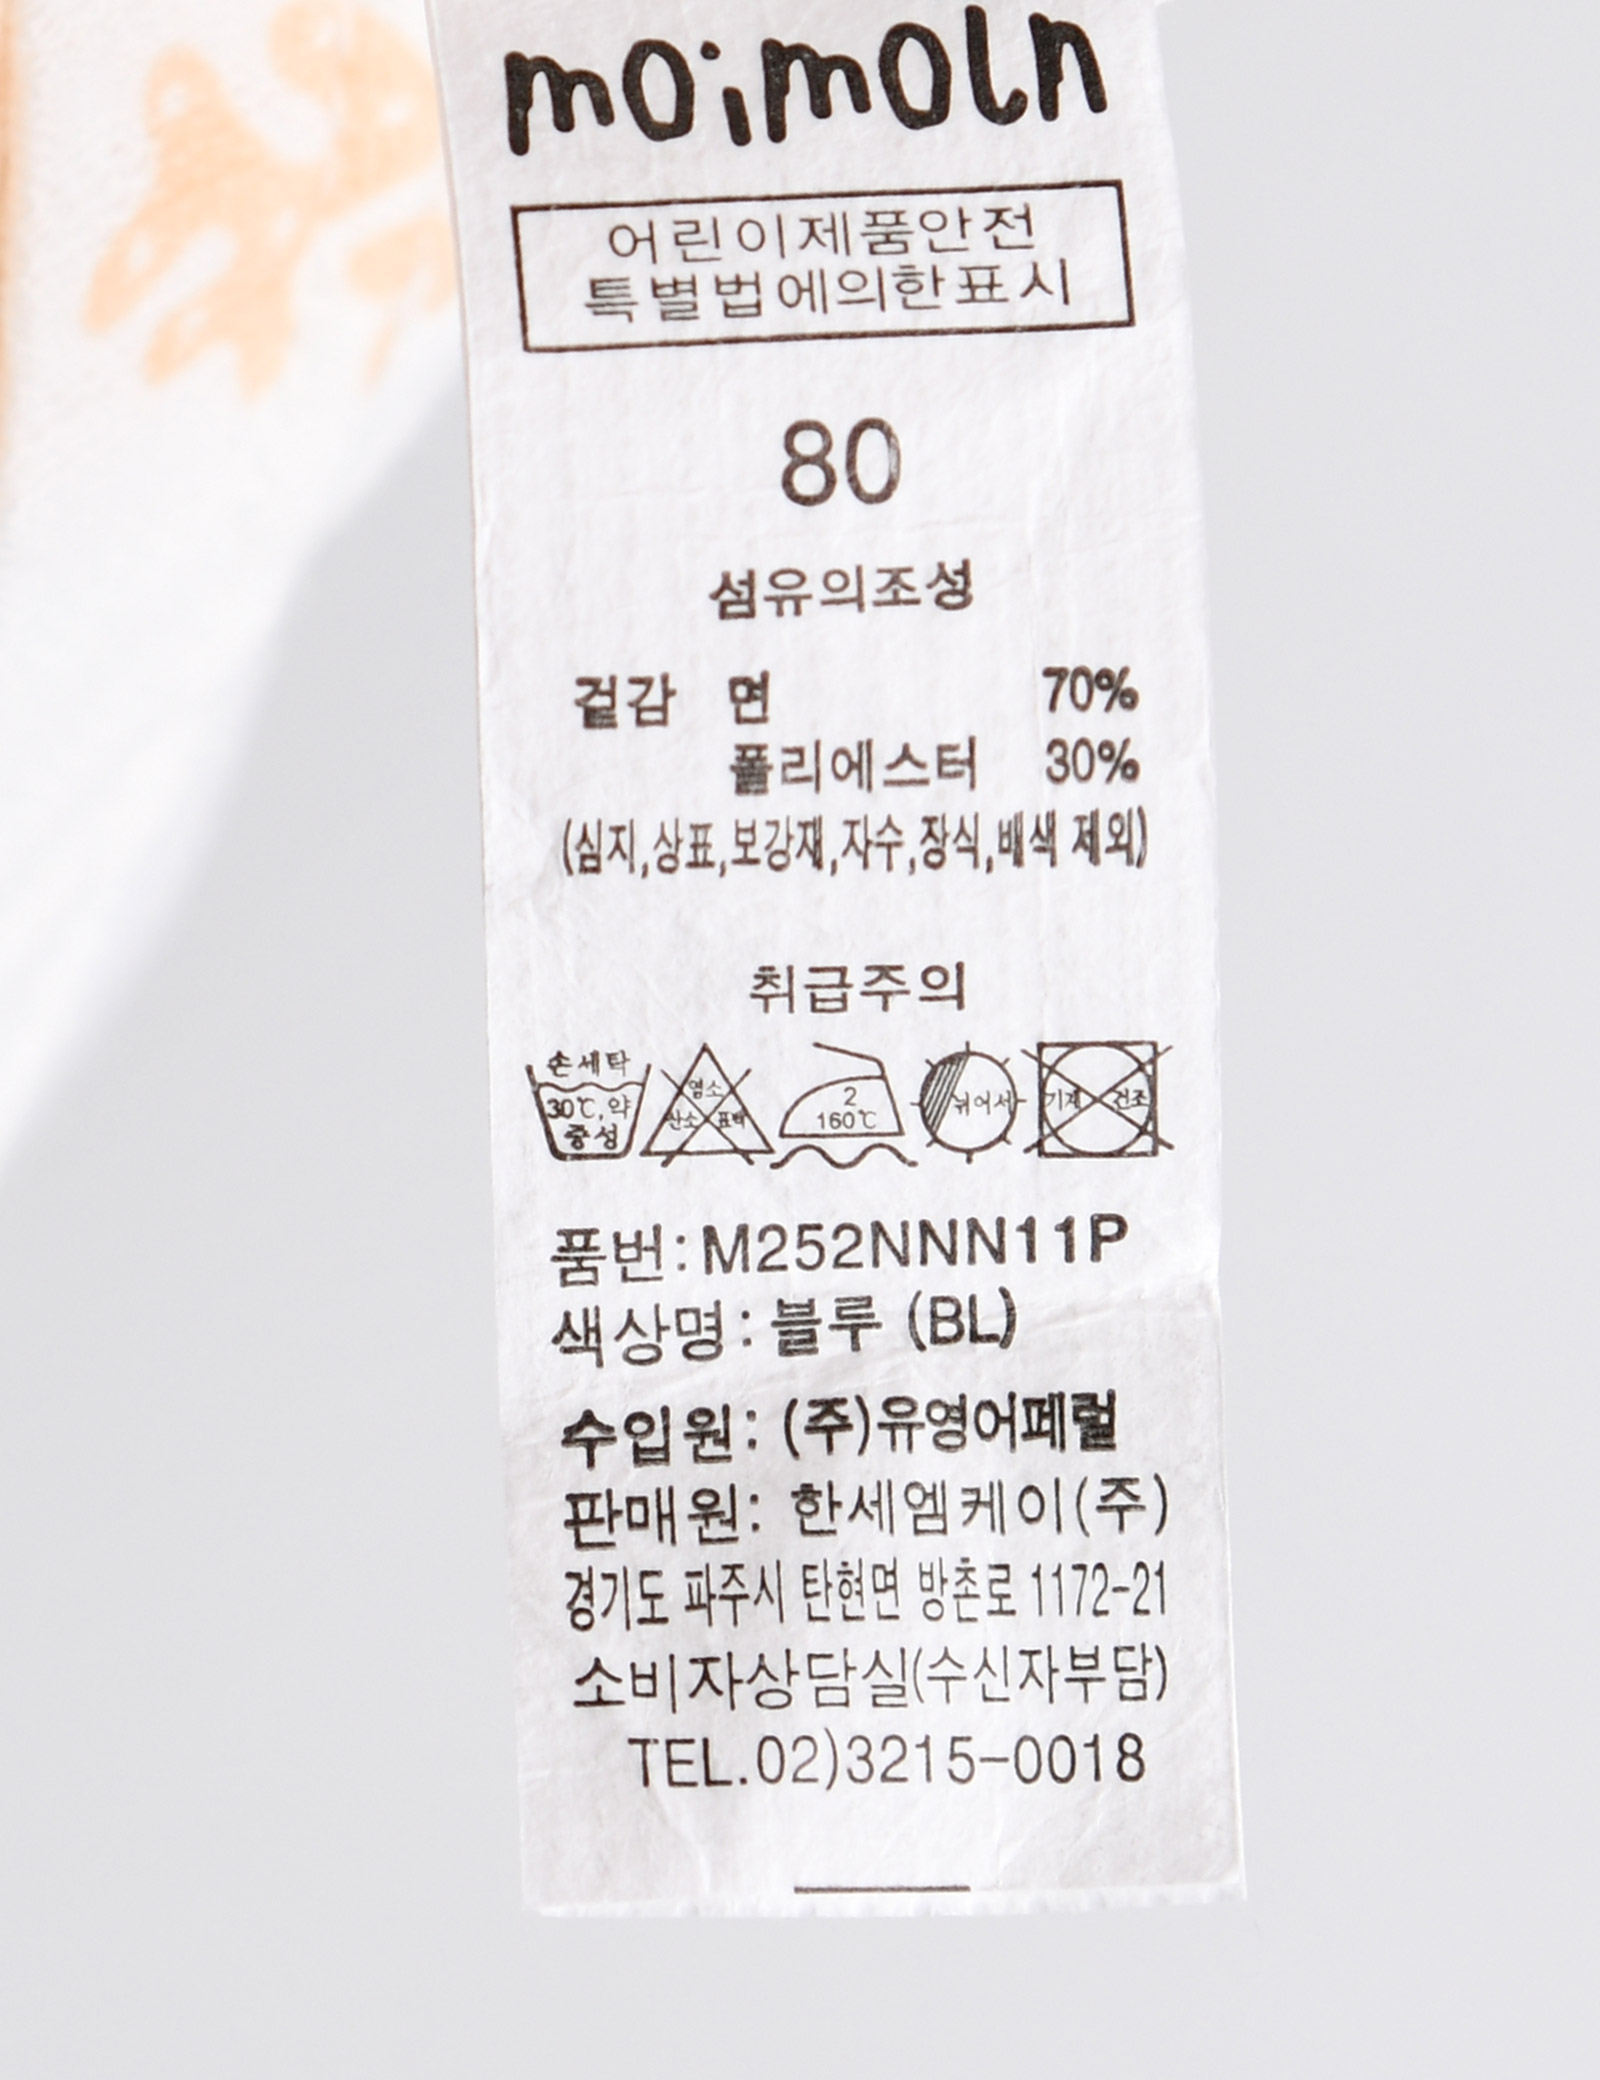 moimoln
어린이제품안전
특별법에의한표시
80
섬유의조성
겉감 면 70%
폴리에스터 30%
(심지,상표,보강재,자수,장식,배색 제외)
취급주의
손세탁
30℃,약
중성
염소
산소 표백
2
160℃
뉘어서
기계 건조
품번:M252NNN11P
색상명:블루 (BL)
수입원: (주)유영어페럴
판매원: 한세엠케이(주)
경기도 파주시 탄현면 방촌로 1172-21
소비자상담실(수신자부담)
TEL.02)3215-0018